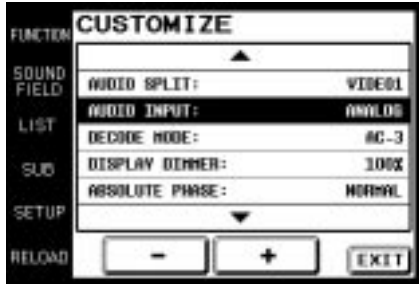 CUSTOMIZE
FUNCTION
SOUND
FIELD
LIST
SUB
SETUP
RELOAD
AUDIO SPLIT: VIDEO1
AUDIO INPUT: ANALOG
DECODE MODE: AC-3
DISPLAY DIMMER: 100%
ABSOLUTE PHASE: NORMAL
- + EXIT